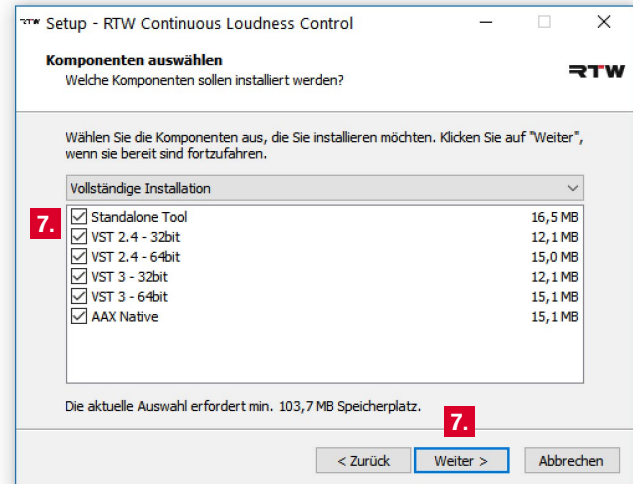 RTW Setup - RTW Continuous Loudness Control
Komponenten auswählen
Welche Komponenten sollen installiert werden?
RTW
Wählen Sie die Komponenten aus, die Sie installieren möchten. Klicken Sie auf "Weiter",
wenn sie bereit sind fortzufahren.
Vollständige Installation
7.
Standalone Tool 16,5 MB
VST 2.4 - 32bit 12,1 MB
VST 2.4 - 64bit 15,0 MB
VST 3 - 32bit 12,1 MB
VST 3 - 64bit 15,1 MB
AAX Native 15,1 MB
Die aktuelle Auswahl erfordert min. 103,7 MB Speicherplatz.
7.
< Zurück Weiter > Abbrechen